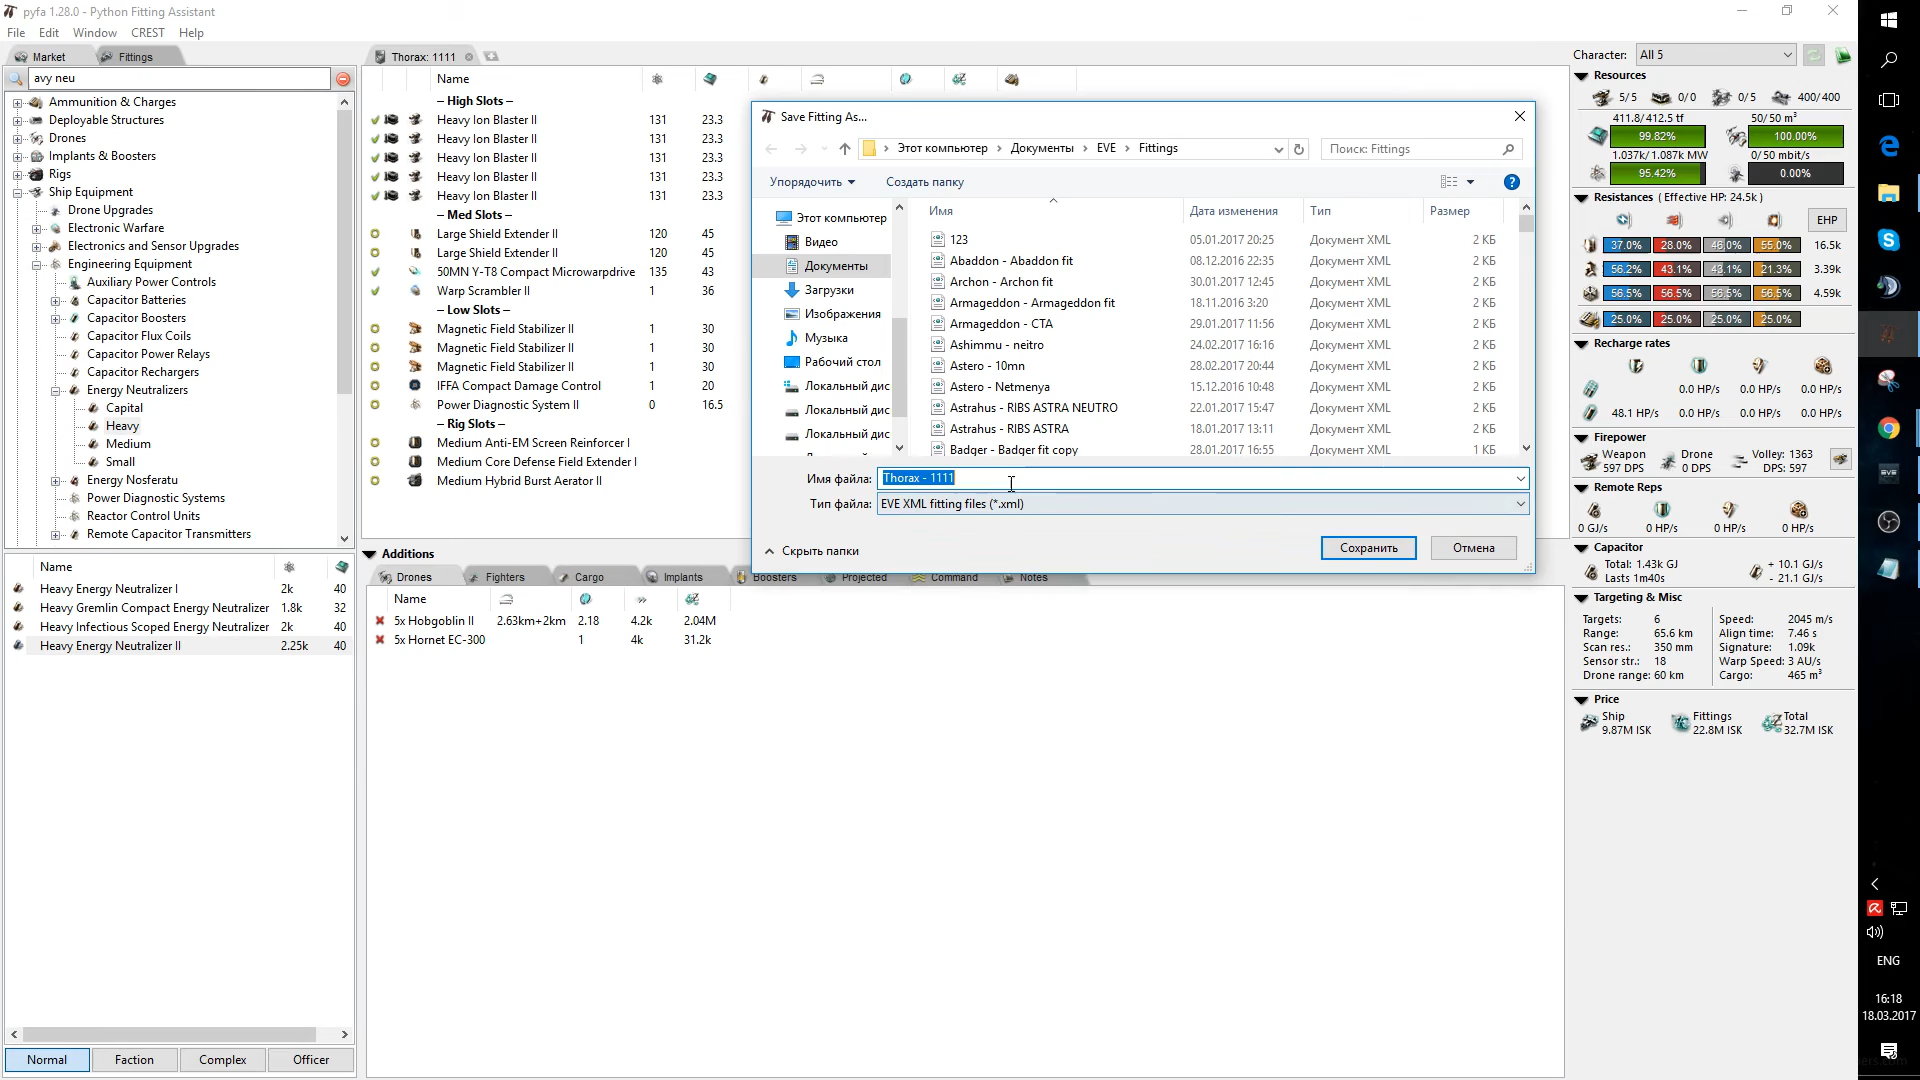 pyfa 1.28.0 - Python Fitting Assistant
File Edit Window CREST Help
Market Fittings
avy neu
Ammunition & Charges
Deployable Structures
Drones
Implants & Boosters
Rigs
Ship Equipment
Drone Upgrades
Electronic Warfare
Electronics and Sensor Upgrades
Engineering Equipment
Auxiliary Power Controls
Capacitor Batteries
Capacitor Boosters
Capacitor Flux Coils
Capacitor Power Relays
Capacitor Rechargers
Energy Neutralizers
Capital
Heavy
Medium
Small
Energy Nosferatu
Power Diagnostic Systems
Reactor Control Units
Remote Capacitor Transmitters
Name
Heavy Energy Neutralizer I 2k 40
Heavy Gremlin Compact Energy Neutralizer 1.8k 32
Heavy Infectious Scoped Energy Neutralizer 2k 40
Heavy Energy Neutralizer II 2.25k 40
Normal Faction Complex Officer
Thorax: 1111
Name
– High Slots –
Heavy Ion Blaster II 131 23.3
Heavy Ion Blaster II 131 23.3
Heavy Ion Blaster II 131 23.3
Heavy Ion Blaster II 131 23.3
Heavy Ion Blaster II 131 23.3
– Med Slots –
Large Shield Extender II 120 45
Large Shield Extender II 120 45
50MN Y-T8 Compact Microwarpdrive 135 43
Warp Scrambler II 1 36
– Low Slots –
Magnetic Field Stabilizer II 1 30
Magnetic Field Stabilizer II 1 30
Magnetic Field Stabilizer II 1 30
IFFA Compact Damage Control 1 20
Power Diagnostic System II 0 16.5
– Rig Slots –
Medium Anti-EM Screen Reinforcer I
Medium Core Defense Field Extender I
Medium Hybrid Burst Aerator II
Save Fitting As...
Этот компьютер › Документы › EVE › Fittings
Поиск: Fittings
Упорядочить Создать папку
Этот компьютер
Видео
Документы
Загрузки
Изображения
Музыка
Рабочий стол
Локальный дис
Локальный дис
Локальный дис
Имя Дата изменения Тип Размер
123 05.01.2017 20:25 Документ XML 2 КБ
Abaddon - Abaddon fit 08.12.2016 22:35 Документ XML 2 КБ
Archon - Archon fit 30.01.2017 12:45 Документ XML 2 КБ
Armageddon - Armageddon fit 18.11.2016 3:20 Документ XML 2 КБ
Armageddon - CTA 29.01.2017 11:56 Документ XML 2 КБ
Ashimmu - neitro 24.02.2017 16:16 Документ XML 2 КБ
Astero - 10mn 28.02.2017 20:44 Документ XML 2 КБ
Astero - Netmenya 15.12.2016 10:48 Документ XML 2 КБ
Astrahus - RIBS ASTRA NEUTRO 22.01.2017 15:47 Документ XML 2 КБ
Astrahus - RIBS ASTRA 18.01.2017 13:11 Документ XML 2 КБ
Badger - Badger fit copy 28.01.2017 16:55 Документ XML 1 КБ
Имя файла: Thorax - 1111
Тип файла: EVE XML fitting files (*.xml)
Скрыть папки
Сохранить Отмена
Additions
Drones Fighters Cargo Implants Boosters Projected Command Notes
Name
5x Hobgoblin II 2.63km+2km 2.18 4.2k 2.04M
5x Hornet EC-300 1 4k 31.2k
Character: All 5
Resources
5/5 0/0 0/5 400/400
411.8/412.5 tf 50/50 m³
99.82% 100.00%
1.037k/1.087k MW 0/50 mbit/s
95.42% 0.00%
Resistances (Effective HP: 24.5k)
EHP
37.0% 28.0% 46.0% 55.0% 16.5k
56.2% 43.1% 43.1% 21.3% 3.39k
56.5% 56.5% 56.5% 56.5% 4.59k
25.0% 25.0% 25.0% 25.0%
Recharge rates
0.0 HP/s 0.0 HP/s 0.0 HP/s
48.1 HP/s 0.0 HP/s 0.0 HP/s 0.0 HP/s
Firepower
Weapon 597 DPS
Drone 0 DPS
Volley: 1363
DPS: 597
Remote Reps
0 GJ/s 0 HP/s 0 HP/s 0 HP/s
Capacitor
Total: 1.43k GJ + 10.1 GJ/s
Lasts 1m40s - 21.1 GJ/s
Targeting & Misc
Targets: 6 Speed: 2045 m/s
Range: 65.6 km Align time: 7.46 s
Scan res.: 350 mm Signature: 1.09k
Sensor str.: 18 Warp Speed: 3 AU/s
Drone range: 60 km Cargo: 465 m³
Price
Ship 9.87M ISK
Fittings 22.8M ISK
Total 32.7M ISK
EVE
ENG
16:18
18.03.2017